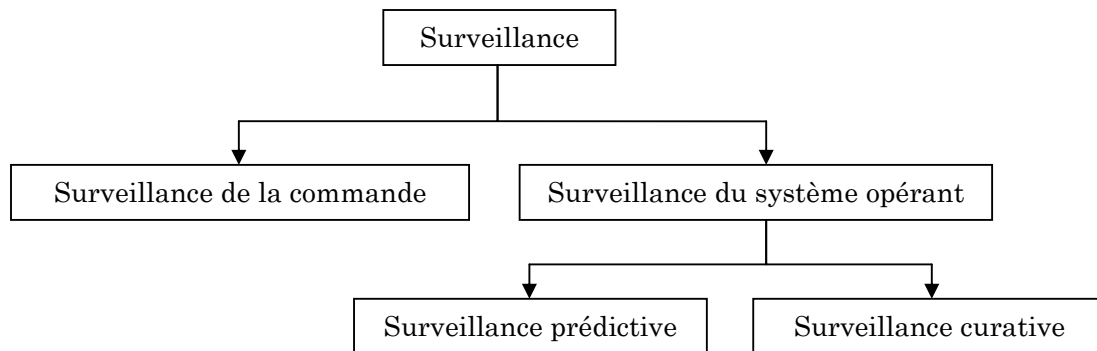 Surveillance
Surveillance de la commande
Surveillance du système opérant
Surveillance prédictive
Surveillance curative